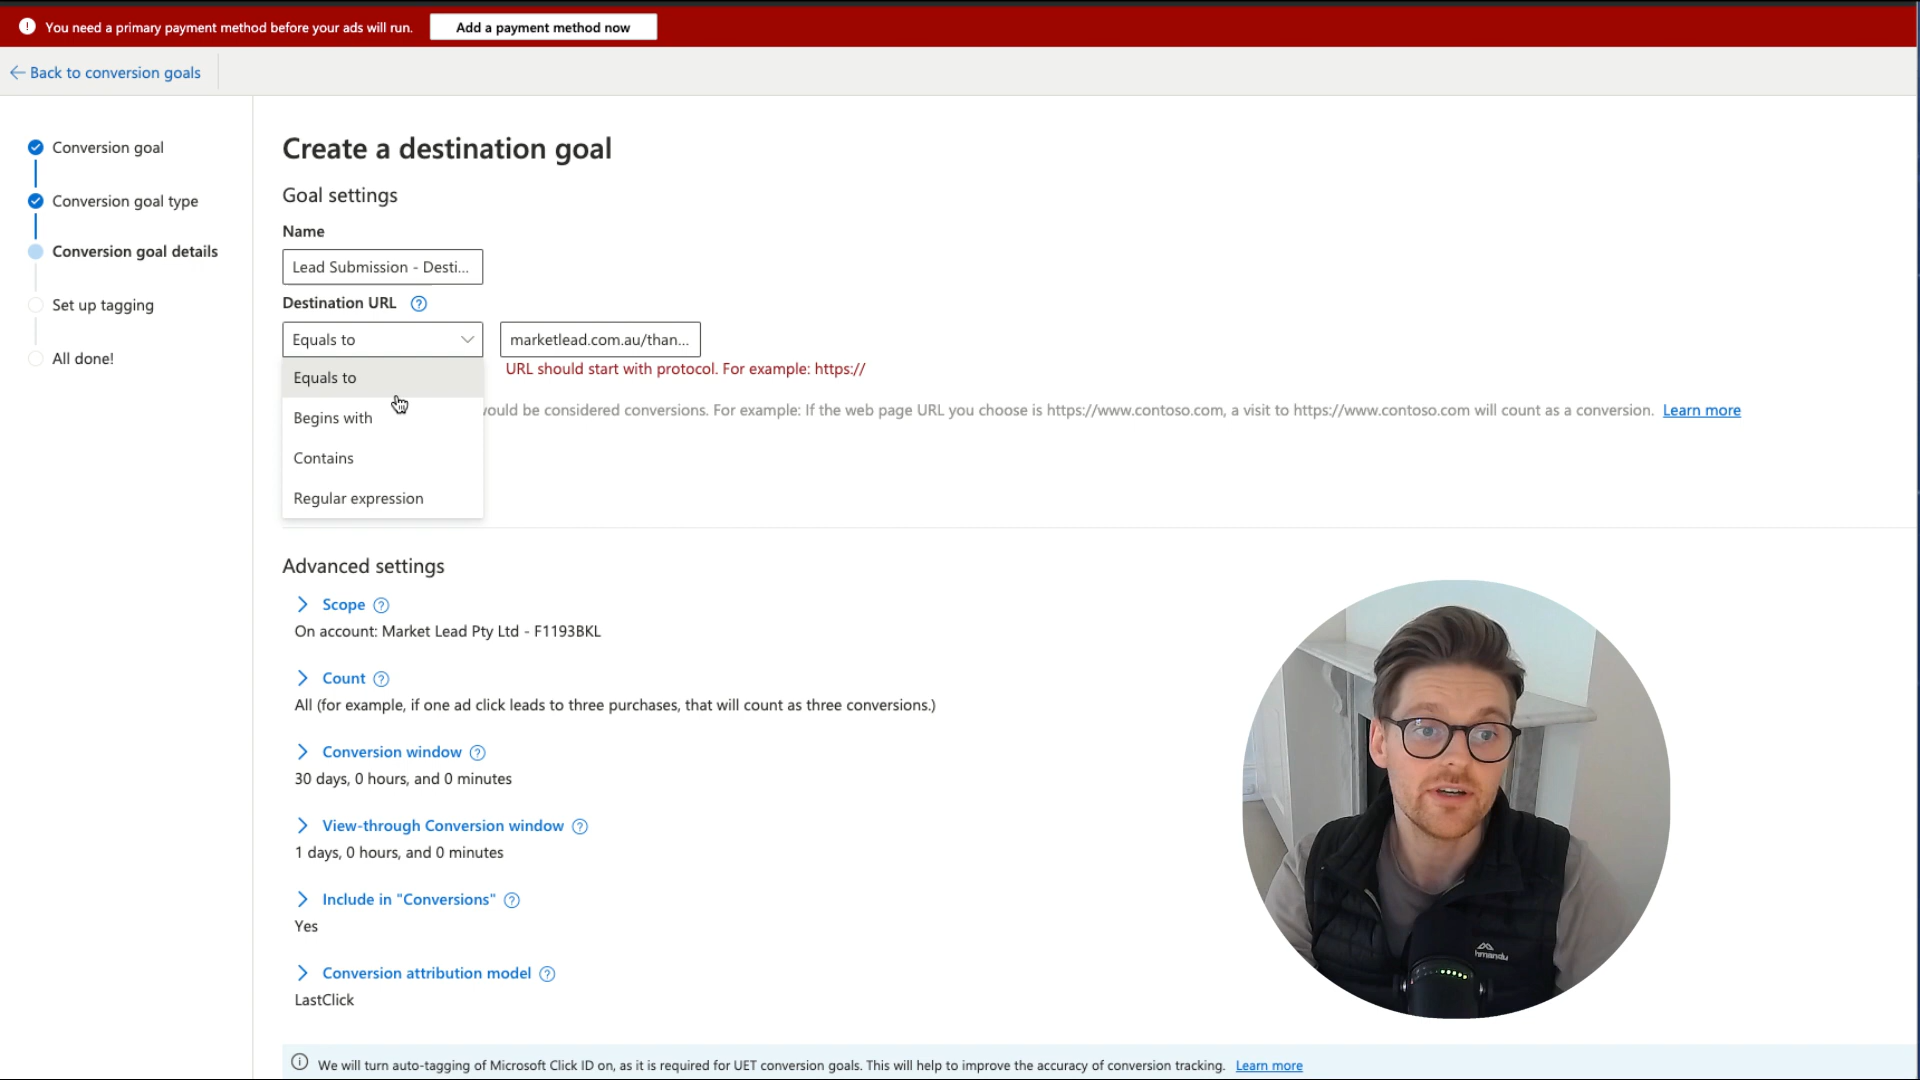 You need a primary payment method before your ads will run.
Add a payment method now
Back to conversion goals
Conversion goal
Conversion goal type
Conversion goal details
Set up tagging
All done!
Create a destination goal
Goal settings
Name
Lead Submission - Desti...
Destination URL
Equals to
marketlead.com.au/than...
URL should start with protocol. For example: https://
Equals to
would be considered conversions. For example: If the web page URL you choose is https://www.contoso.com, a visit to https://www.contoso.com will count as a conversion. Learn more
Begins with
Contains
Regular expression
Advanced settings
Scope
On account: Market Lead Pty Ltd - F1193BKL
Count
All (for example, if one ad click leads to three purchases, that will count as three conversions.)
Conversion window
30 days, 0 hours, and 0 minutes
View-through Conversion window
1 days, 0 hours, and 0 minutes
Include in "Conversions"
Yes
Conversion attribution model
LastClick
We will turn auto-tagging of Microsoft Click ID on, as it is required for UET conversion goals. This will help to improve the accuracy of conversion tracking. Learn more